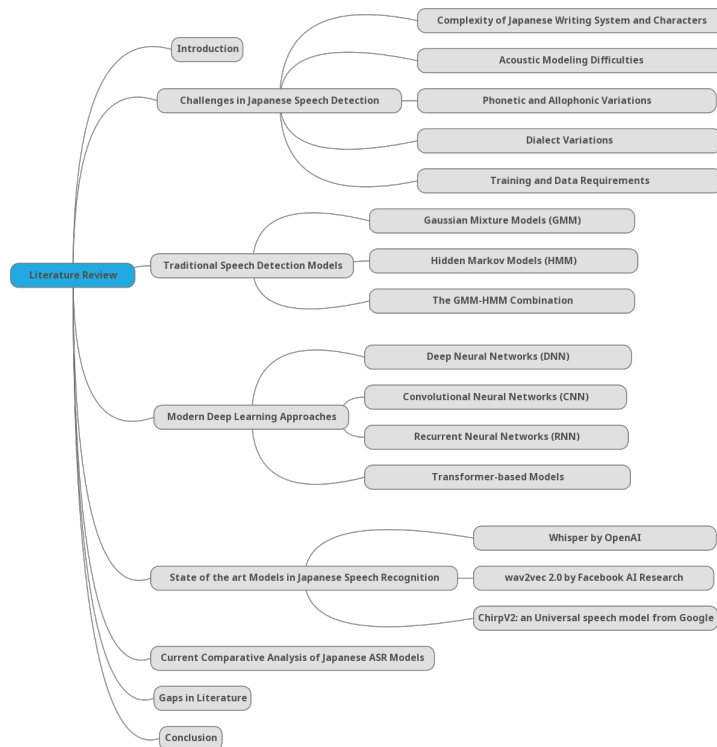 Literature Review
Introduction
Challenges in Japanese Speech Detection
Complexity of Japanese Writing System and Characters
Acoustic Modeling Difficulties
Phonetic and Allophonic Variations
Dialect Variations
Training and Data Requirements
Traditional Speech Detection Models
Gaussian Mixture Models (GMM)
Hidden Markov Models (HMM)
The GMM-HMM Combination
Modern Deep Learning Approaches
Deep Neural Networks (DNN)
Convolutional Neural Networks (CNN)
Recurrent Neural Networks (RNN)
Transformer-based Models
State of the art Models in Japanese Speech Recognition
Whisper by OpenAI
wav2vec 2.0 by Facebook AI Research
ChirpV2: an Universal speech model from Google
Current Comparative Analysis of Japanese ASR Models
Gaps in Literature
Conclusion